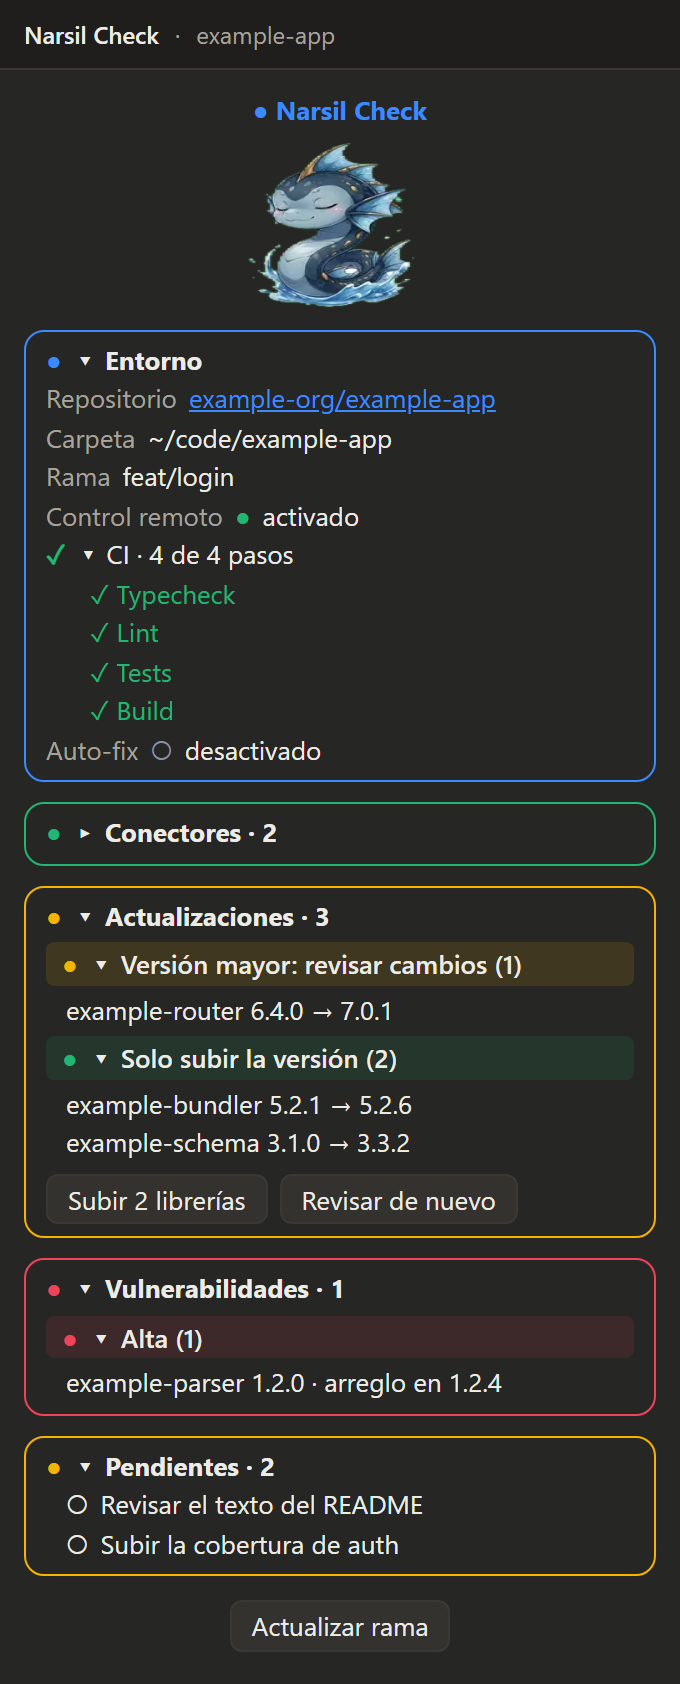 Narsil Check · example-app
Narsil Check
Entorno
Repositorio example-org/example-app
Carpeta ~/code/example-app
Rama feat/login
Control remoto ● activado
✓ ▼ CI · 4 de 4 pasos
✓ Typecheck
✓ Lint
✓ Tests
✓ Build
Auto-fix ○ desactivado
Conectores · 2
Actualizaciones · 3
Versión mayor: revisar cambios (1)
example-router 6.4.0 → 7.0.1
Solo subir la versión (2)
example-bundler 5.2.1 → 5.2.6
example-schema 3.1.0 → 3.3.2
Subir 2 librerías Revisar de nuevo
Vulnerabilidades · 1
Alta (1)
example-parser 1.2.0 · arreglo en 1.2.4
Pendientes · 2
Revisar el texto del README
Subir la cobertura de auth
Actualizar rama